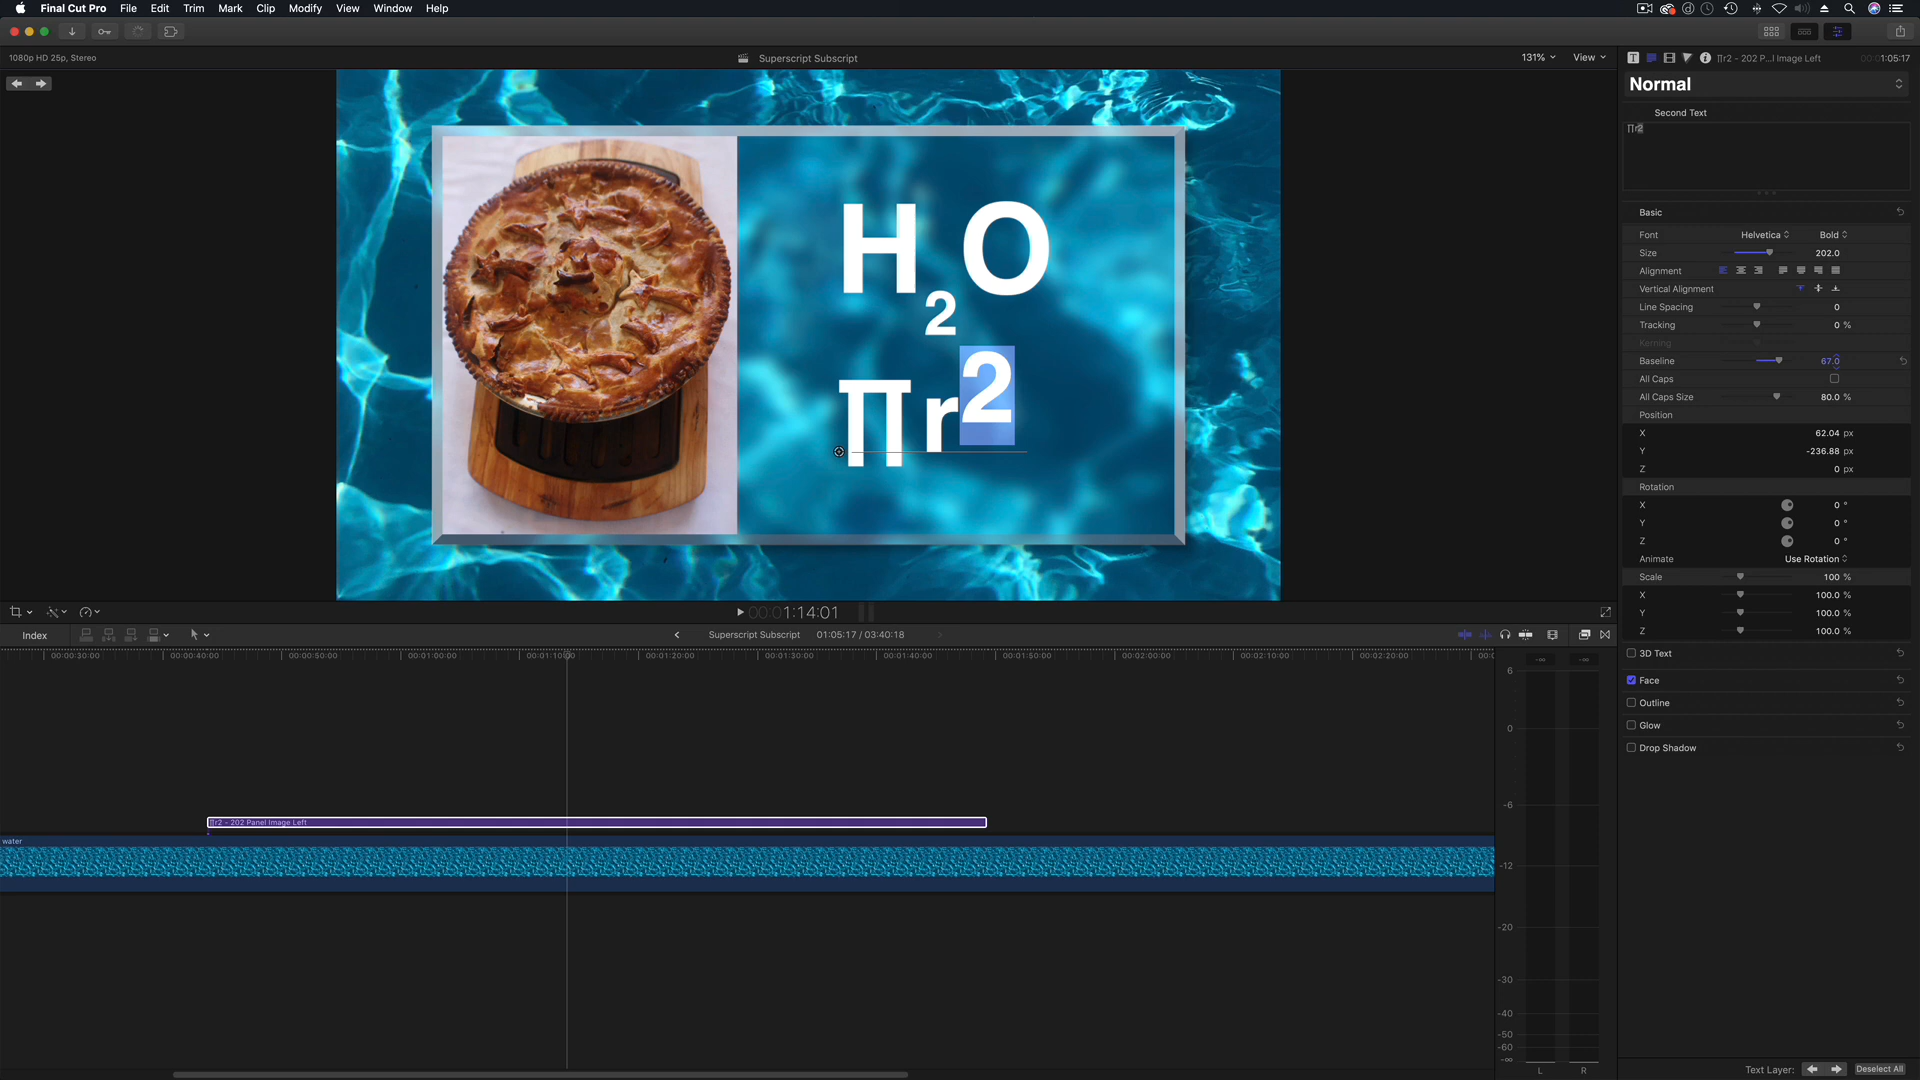 Final Cut Pro File Edit Trim Mark Clip Modify View Window Help
1080p HD 25p, Stereo
Superscript Subscript
131%
View
∏r2 - 202 P...l Image Left
00:01:05:17
Normal
Second Text
∏r2
H2O
∏r2
Basic
Font Helvetica Bold
Size 202.0
Alignment
Vertical Alignment
Line Spacing 0
Tracking 0 %
Kerning
Baseline 67.0
All Caps
All Caps Size 80.0 %
Position
X 62.04 px
Y -236.88 px
Z 0 px
Rotation
X 0 °
Y 0 °
Z 0 °
Animate Use Rotation
Scale 100 %
X 100.0 %
Y 100.0 %
Z 100.0 %
3D Text
Face
Outline
Glow
Drop Shadow
00:01:14:01
Index
Superscript Subscript 01:05:17 / 03:40:18
00:00:30:00 00:00:40:00 00:00:50:00 00:01:00:00 00:01:10:00 00:01:20:00 00:01:30:00 00:01:40:00 00:01:50:00 00:02:00:00 00:02:10:00 00:02:20:00 00:0
∏r2 - 202 Panel Image Left
water
-∞ -∞
6
0
-6
-12
-20
-30
-40
-50
-60
-∞
L R
Text Layer: Deselect All